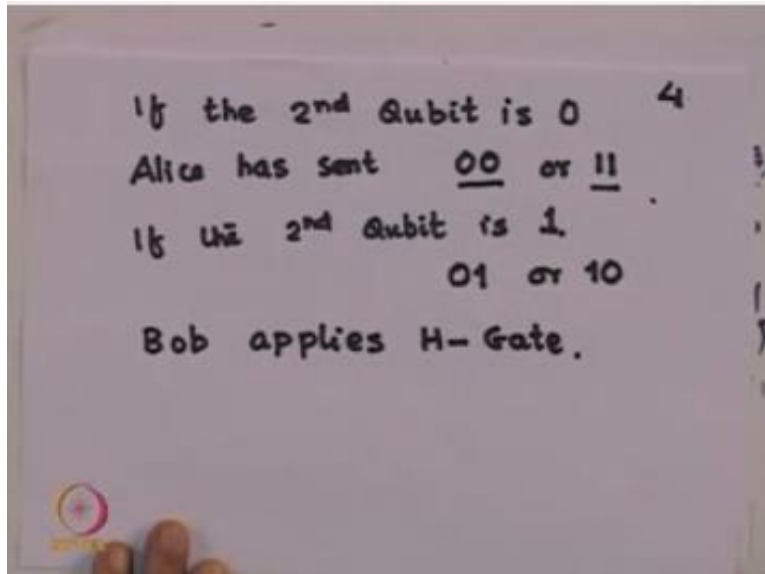 If the 2nd Qubit is 0 4
Alice has sent 00 or 11.
If the 2nd Qubit is 1
01 or 10
Bob applies H-Gate.